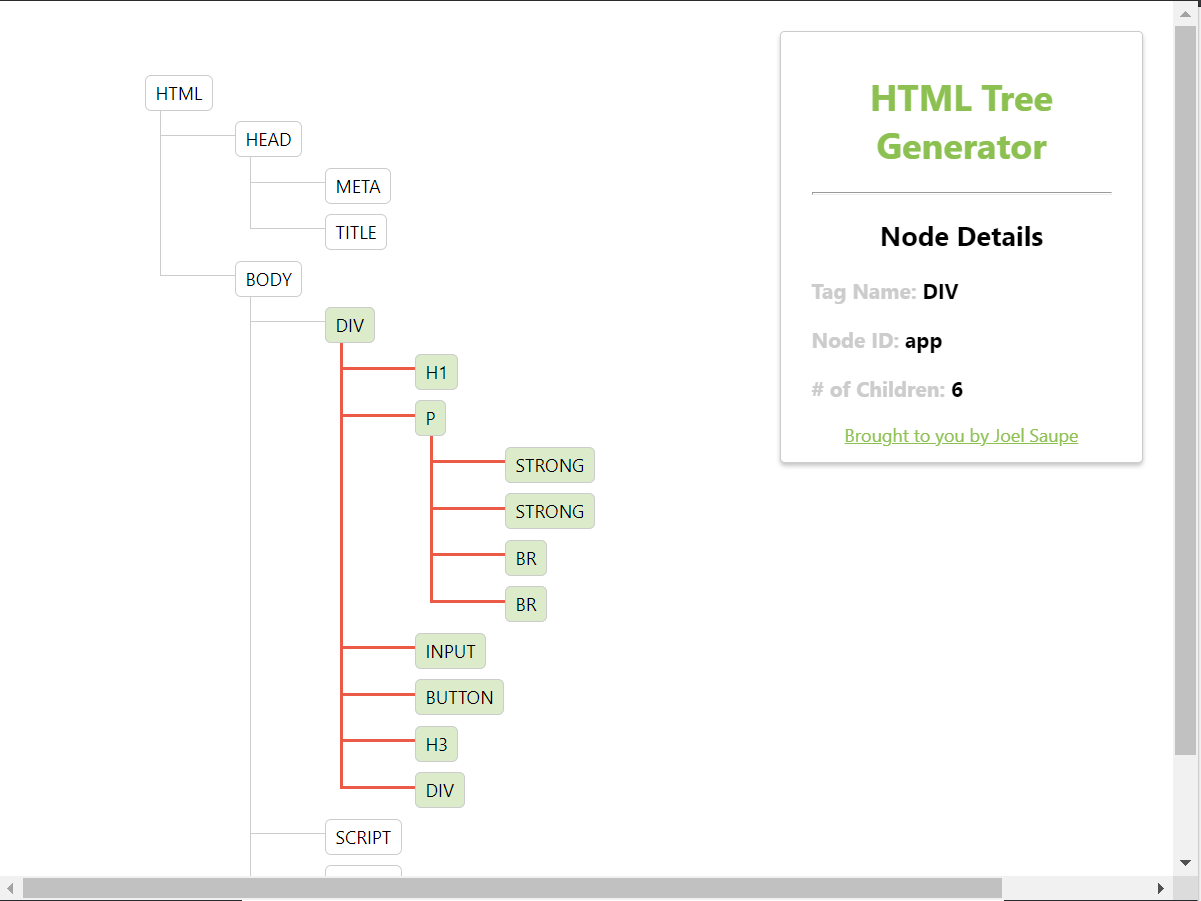 HTML
HEAD
META
TITLE
BODY
DIV
H1
P
STRONG
STRONG
BR
BR
INPUT
BUTTON
H3
DIV
SCRIPT
HTML Tree
Generator
Node Details
Tag Name: DIV
Node ID: app
# of Children: 6
Brought to you by Joel Saupe